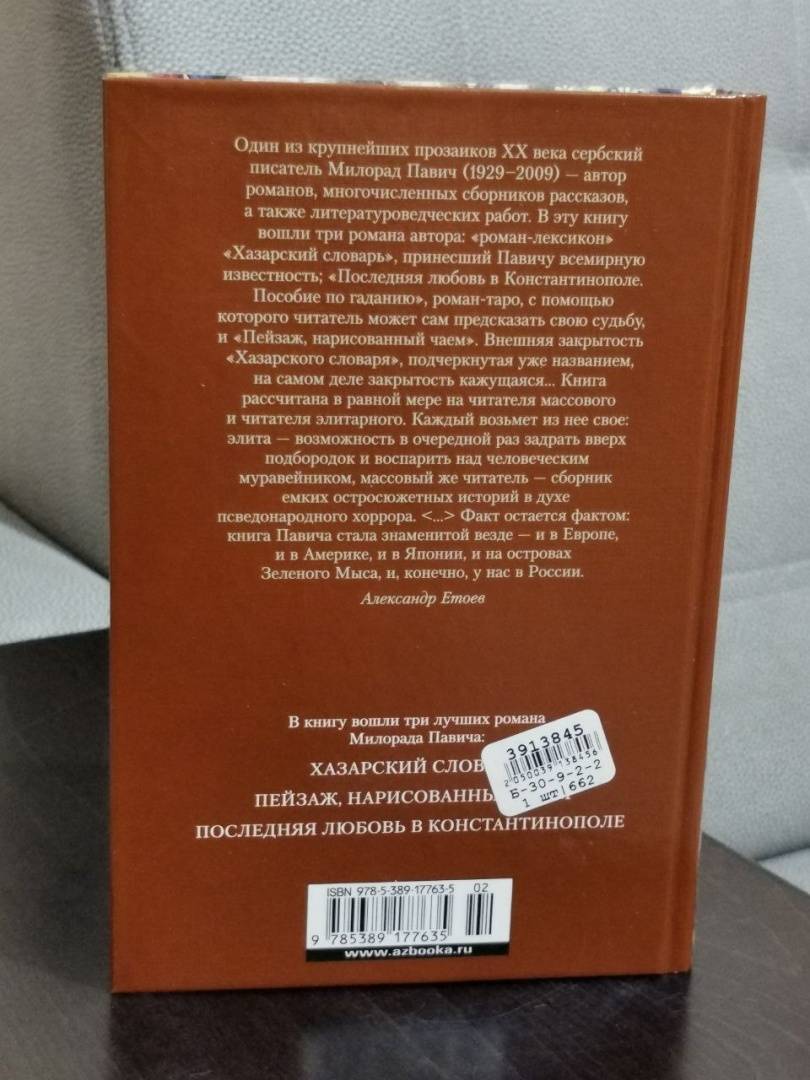 Один из крупнейших прозаиков XX века сербский
писатель Милорад Павич (1929–2009) — автор
романов, многочисленных сборников рассказов,
а также литературоведческих работ. В эту книгу
вошли три романа автора: «роман-лексикон»
«Хазарский словарь», принесший Павичу всемирную
известность; «Последняя любовь в Константинополе.
Пособие по гаданию», роман-таро, с помощью
которого читатель может сам предсказать свою судьбу,
и «Пейзаж, нарисованный чаем». Внешняя закрытость
«Хазарского словаря», подчеркнутая уже названием,
на самом деле закрытость кажущаяся... Книга
рассчитана в равной мере на читателя массового
и читателя элитарного. Каждый возьмет из нее свое:
элита — возможность в очередной раз задрать вверх
подбородок и воспарить над человеческим
муравейником, массовый же читатель — сборник
емких остросюжетных историй в духе
псведонародного хоррора. <...> Факт остается фактом:
книга Павича стала знаменитой везде — и в Европе,
и в Америке, и в Японии, и на островах
Зеленого Мыса, и, конечно, у нас в России.
Александр Етоев
В книгу вошли три лучших романа
Милорада Павича:
ХАЗАРСКИЙ СЛОВ
ПЕЙЗАЖ, НАРИСОВАННЫ
ПОСЛЕДНЯЯ ЛЮБОВЬ В КОНСТАНТИНОПОЛЕ
3913845
2050039138456
Б-30-9-2-2
1 шт|662
ISBN 978-5-389-17763-5 02
9 785389 177635
www.azbooka.ru